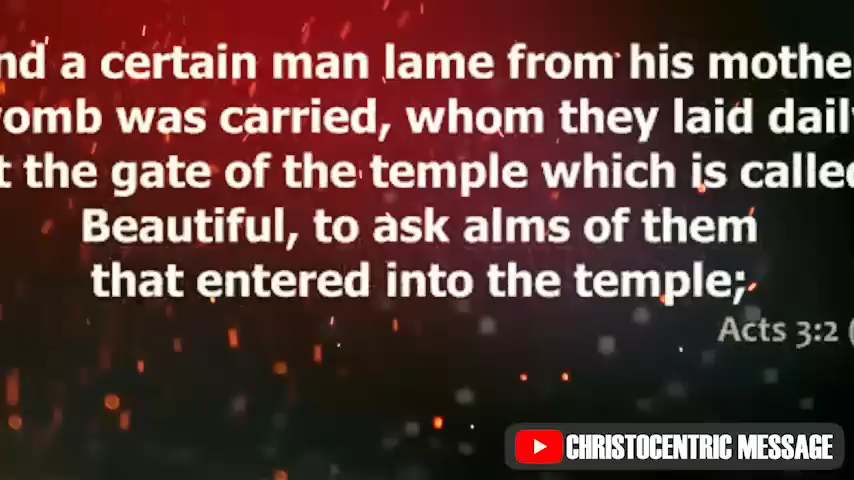 nd a certain man lame from his mothe
omb was carried, whom they laid dail
t the gate of the temple which is calle
Beautiful, to ask alms of them
that entered into the temple;
Acts 3:2 (
CHRISTOCENTRIC MESSAGE